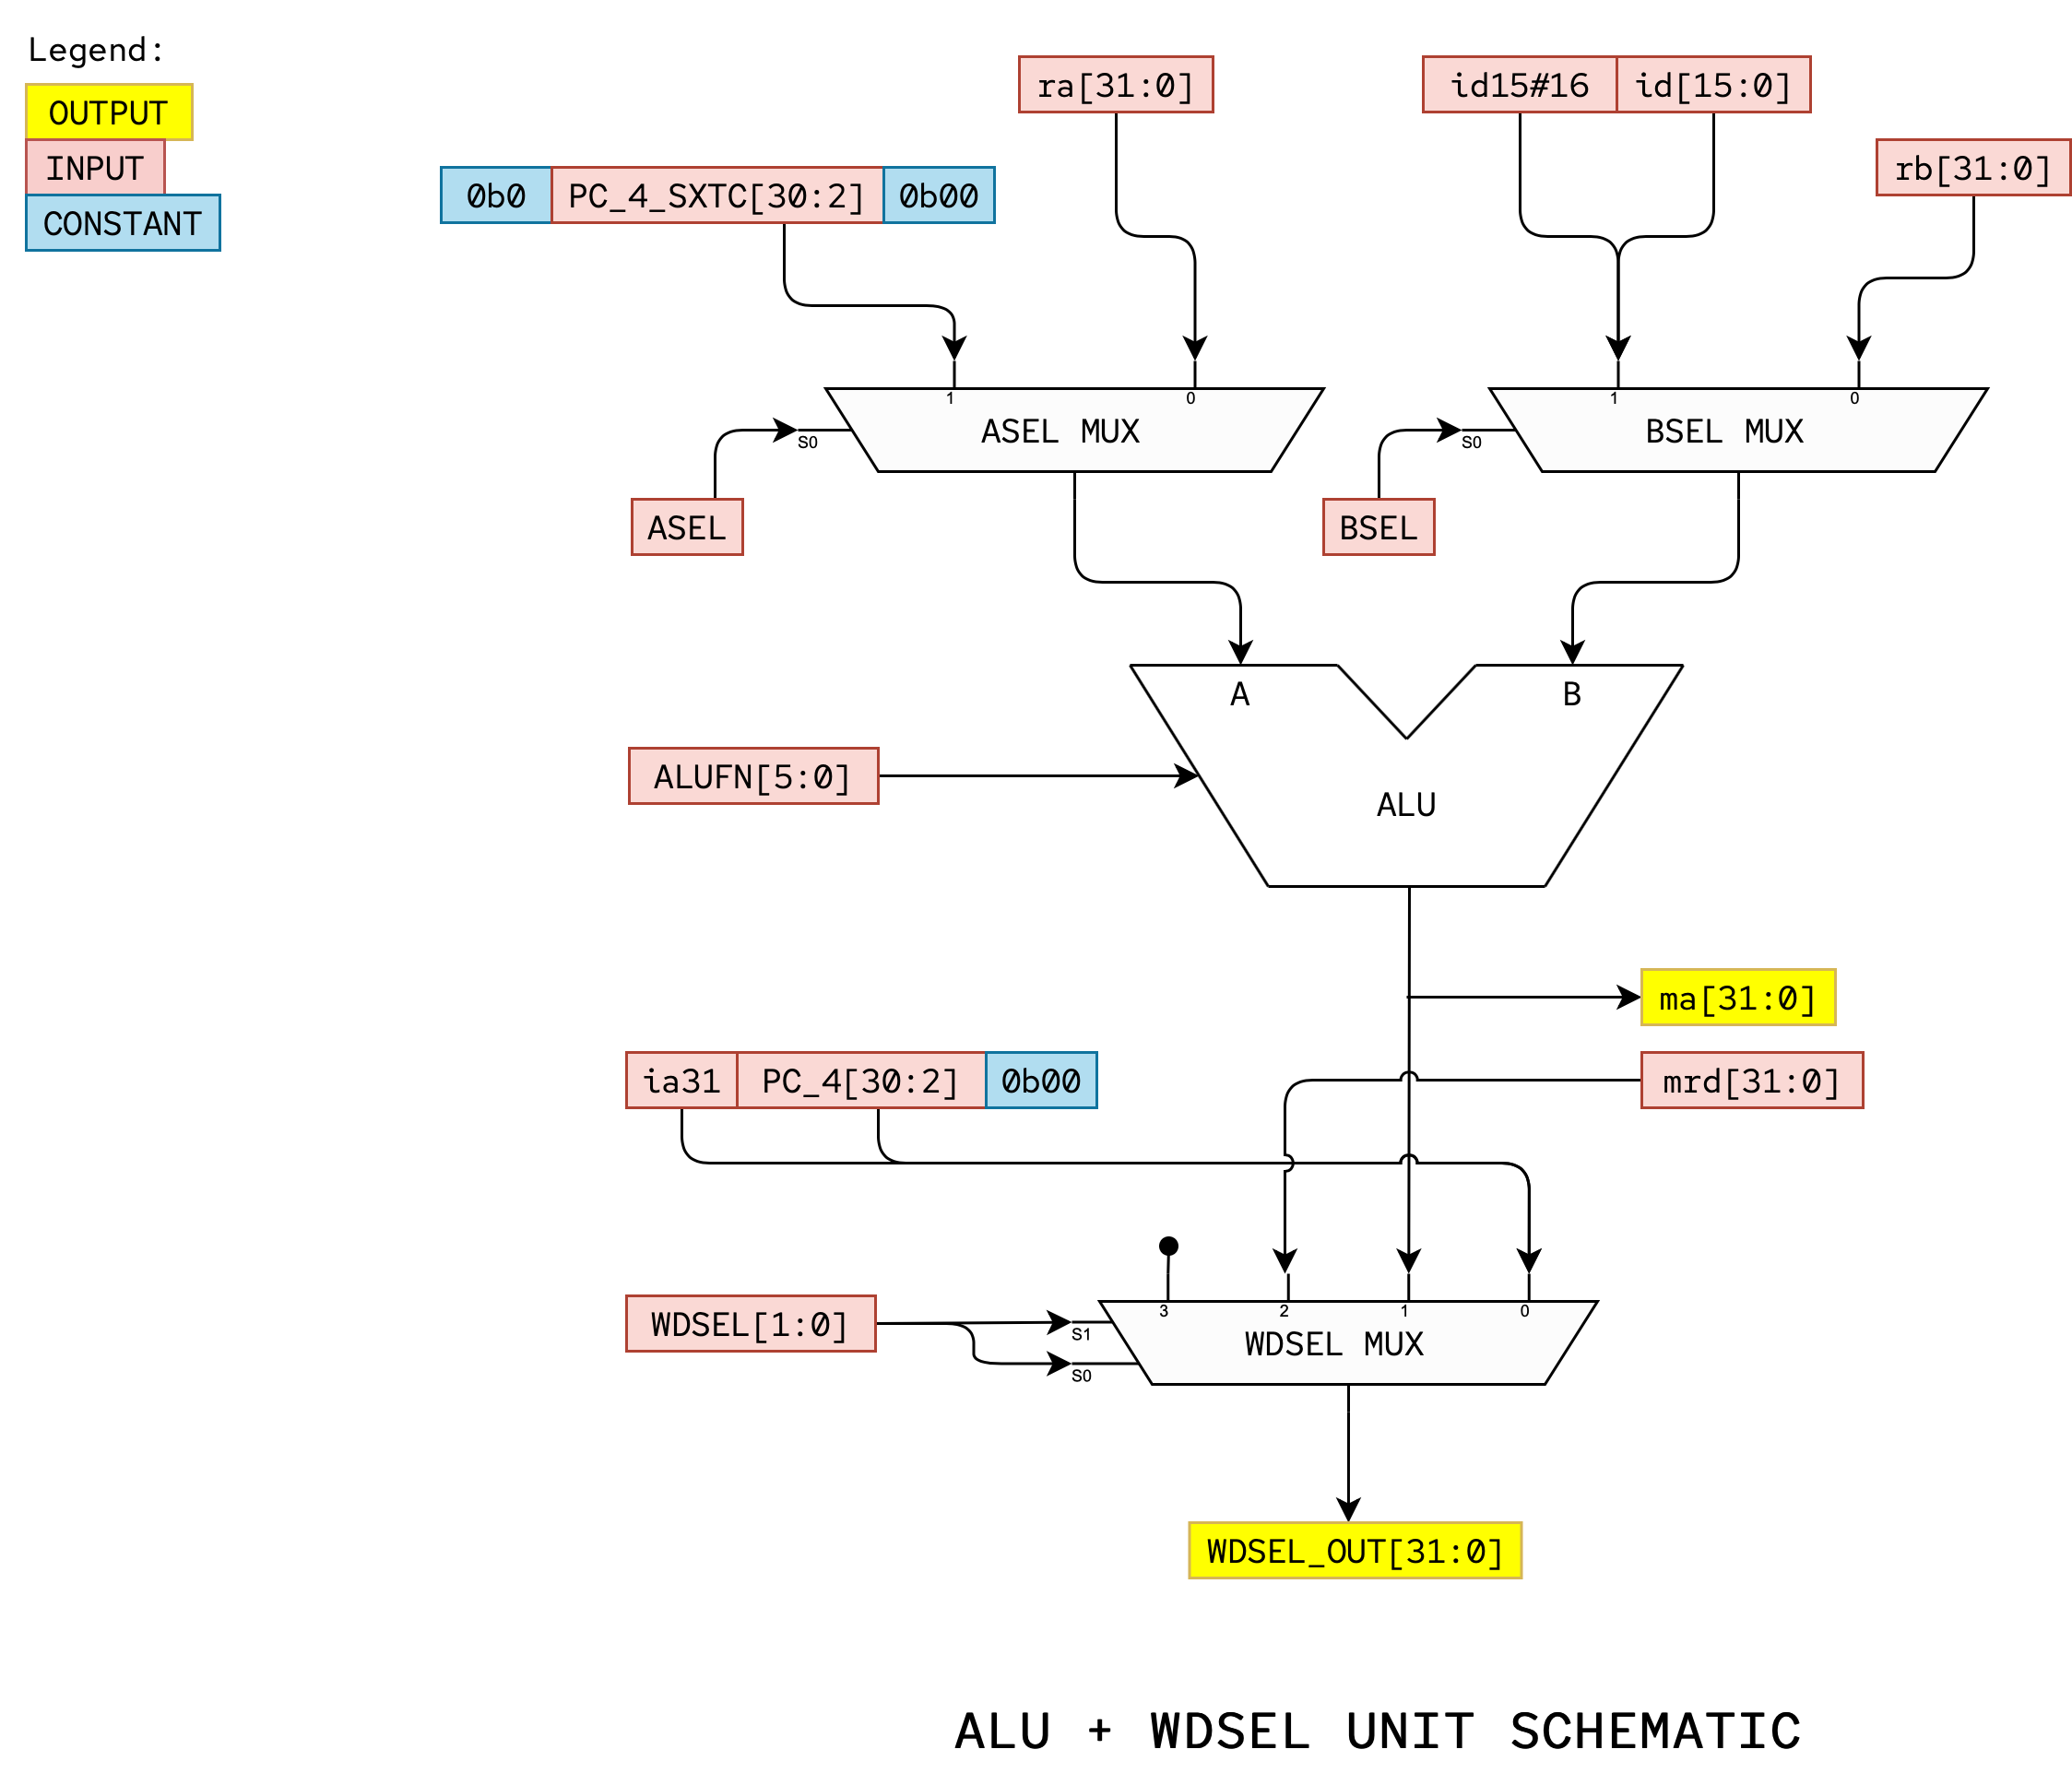 Legend:
OUTPUT
INPUT
CONSTANT
ra[31:0]
id15#16 id[15:0]
rb[31:0]
0b0 PC_4_SXTC[30:2] 0b00
1 0
ASEL MUX
S0
ASEL
1 0
BSEL MUX
S0
BSEL
A B
ALUFN[5:0]
ALU
ma[31:0]
ia31 PC_4[30:2] 0b00
mrd[31:0]
WDSEL[1:0]
3 2 1 0
S1
WDSEL MUX
S0
WDSEL_OUT[31:0]
ALU + WDSEL UNIT SCHEMATIC